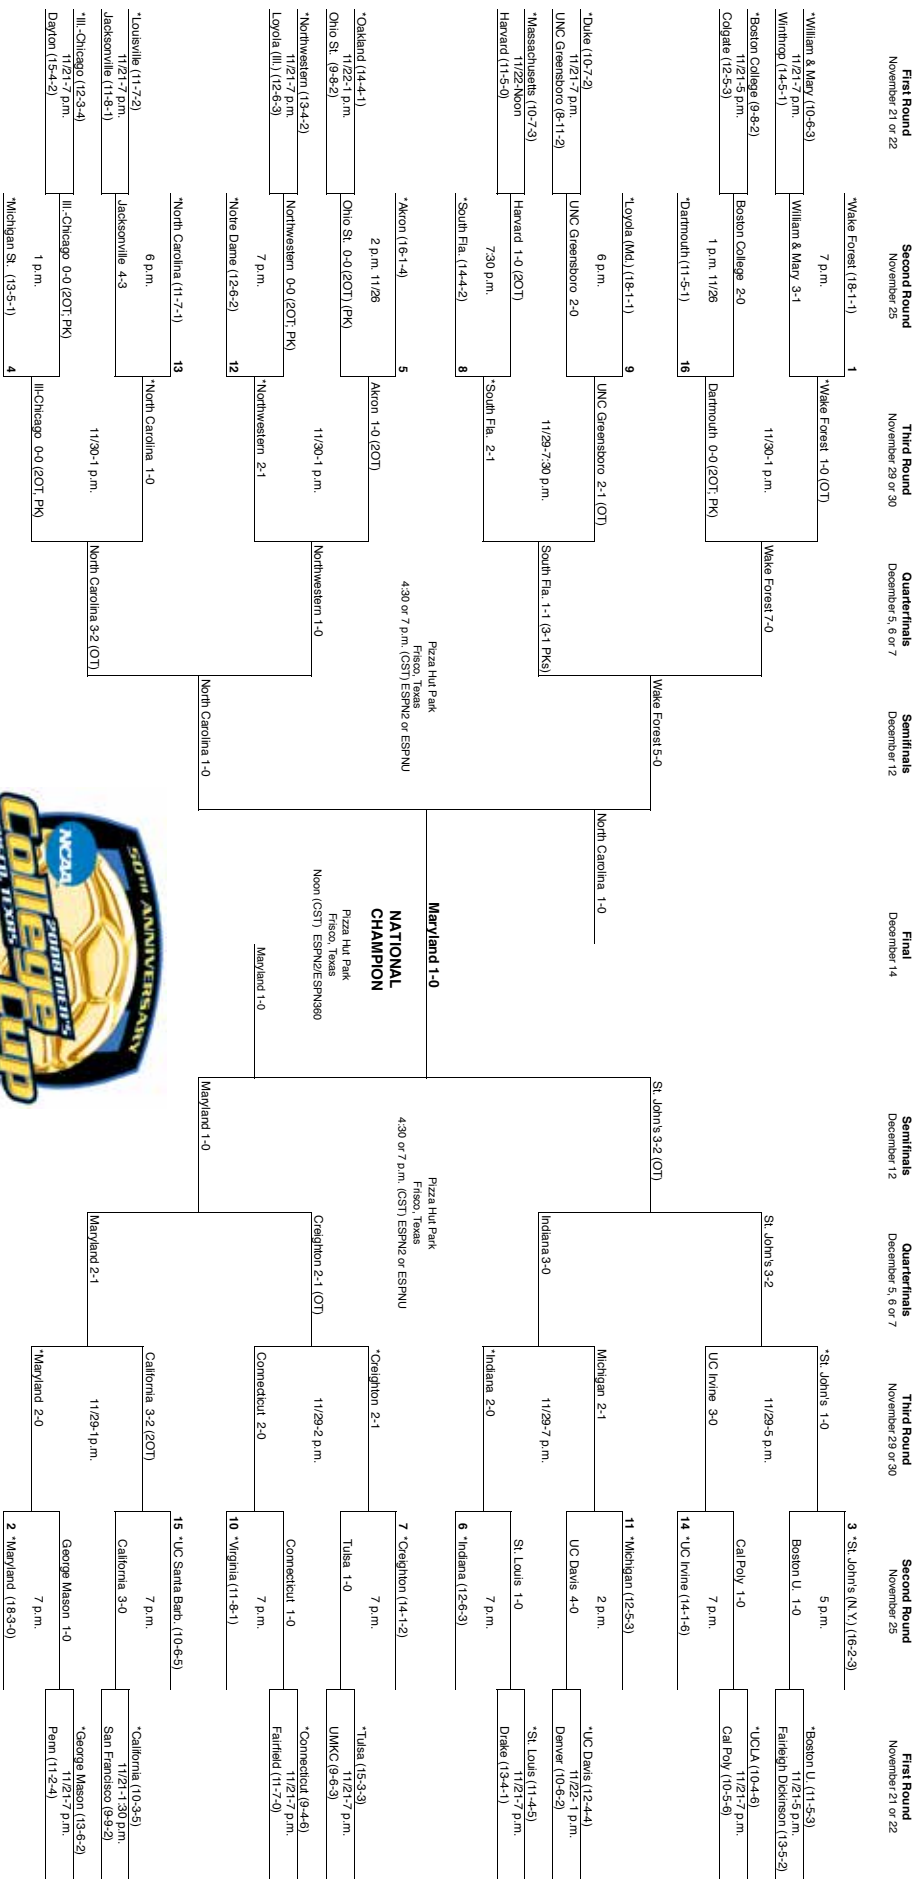 First Round
November 21 or 22
Second Round
November 25
Third Round
November 29 or 30
Quarterfinals
December 5, 6 or 7
Semifinals
December 12
Final
December 14
Semifinals
December 12
Quarterfinals
December 5, 6 or 7
Third Round
November 29 or 30
Second Round
November 25
First Round
November 21 or 22
*William & Mary (10-6-3)
11/21-7 p.m.
Winthrop (14-5-1)
*Boston College (9-8-2)
11/21-5 p.m.
Colgate (12-5-3)
*Duke (10-7-2)
11/21-7 p.m.
UNC Greensboro (8-11-2)
*Massachusetts (10-7-3)
11/22-Noon
Harvard (11-5-0)
*Oakland (14-4-1)
11/22-1 p.m.
Ohio St. (9-8-2)
*Northwestern (13-4-2)
11/21-7 p.m.
Loyola (Ill.) (12-6-3)
*Louisville (11-7-2)
11/21-7 p.m.
Jacksonville (11-8-1)
*Ill.-Chicago (12-3-4)
11/21-7 p.m.
Dayton (15-4-2)
*Wake Forest (18-1-1) 1
7 p.m.
William & Mary 3-1
Boston College 2-0
1 p.m. 11/26
*Dartmouth (11-5-1) 16
*Loyola (Md.) (18-1-1) 9
6 p.m.
UNC Greensboro 2-0
Harvard 1-0 (2OT)
7:30 p.m.
*South Fla. (14-4-2) 8
*Akron (16-1-4) 5
2 p.m. 11/26
Ohio St. 0-0 (2OT) (PK)
Northwestern 0-0 (2OT; PK)
7 p.m.
*Notre Dame (12-6-2) 12
*North Carolina (11-7-1) 13
6 p.m.
Jacksonville 4-3
Ill.-Chicago 0-0 (2OT; PK)
1 p.m.
*Michigan St. (13-5-1) 4
*Wake Forest 1-0 (OT)
11/30-1 p.m.
Dartmouth 0-0 (2OT; PK)
UNC Greensboro 2-1 (OT)
11/29-7:30 p.m.
*South Fla. 2-1
Akron 1-0 (2OT)
11/30-1 p.m.
*Northwestern 2-1
*North Carolina 1-0
11/30-1 p.m.
Ill-Chicago 0-0 (2OT, PK)
Wake Forest 7-0
South Fla. 1-1 (3-1 PKs)
Northwestern 1-0
North Carolina 3-2 (OT)
Wake Forest 5-0
Pizza Hut Park
Frisco, Texas
4:30 or 7 p.m. (CST) ESPN2 or ESPNU
North Carolina 1-0
North Carolina 1-0
Maryland 1-0
NATIONAL
CHAMPION
Pizza Hut Park
Frisco, Texas
Noon (CST) ESPN2/ESPN360
Maryland 1-0
50TH ANNIVERSARY
NCAA
2008 MEN'S
College Cup
TEXAS
St. John's 3-2 (OT)
Pizza Hut Park
Frisco, Texas
4:30 or 7 p.m. (CST) ESPN2 or ESPNU
Maryland 1-0
St. John's 3-2
Indiana 3-0
Creighton 2-1 (OT)
Maryland 2-1
*St. John's 1-0
11/29-5 p.m.
UC Irvine 3-0
Michigan 2-1
11/29-7 p.m.
*Indiana 2-0
*Creighton 2-1
11/29-2 p.m.
Connecticut 2-0
California 3-2 (2OT)
11/29-1p.m.
*Maryland 2-0
3 *St. John's (N.Y.) (16-2-3)
5 p.m.
Boston U. 1-0
Cal Poly 1-0
7 p.m.
14 *UC Irvine (14-1-6)
11 *Michigan (12-5-3)
2 p.m.
UC Davis 4-0
St. Louis 1-0
7 p.m.
6 *Indiana (12-6-3)
7 *Creighton (14-1-2)
7 p.m.
Tulsa 1-0
Connecticut 1-0
7 p.m.
10 *Virginia (11-8-1)
15 *UC Santa Barb. (10-6-5)
7 p.m.
California 3-0
George Mason 1-0
7 p.m.
2 *Maryland (18-3-0)
*Boston U. (11-5-3)
11/21-5 p.m.
Fairleigh Dickinson (13-5-2)
*UCLA (10-4-6)
11/21-7 p.m.
Cal Poly (10-5-6)
*UC Davis (12-4-4)
11/22- 1 p.m.
Denver (10-6-2)
*St. Louis (11-4-5)
11/21-7 p.m.
Drake (13-4-1)
*Tulsa (15-3-3)
11/21-7 p.m.
UMKC (9-6-3)
*Connecticut (9-4-6)
11/21-7 p.m.
Fairfield (11-7-0)
*California (10-3-5)
11/21-1:30 p.m.
San Francisco (9-9-2)
*George Mason (13-6-2)
11/21-7 p.m.
Penn (11-2-4)